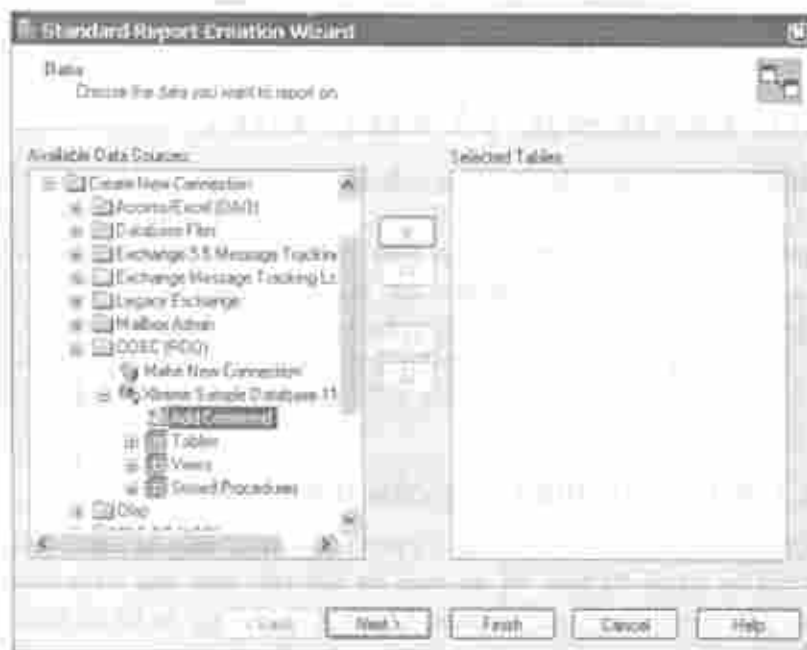 Standard Report Creation Wizard
Data
Choose the data you want to report on.
Available Data Sources:
Create New Connection
Access/Excel (DAO)
Database Files
Exchange 5.5 Message Trackin
Exchange Message Tracking Lo
Legacy Exchange
Mailbox Admin
ODBC (RDO)
Make New Connection
Xtreme Sample Database 11
Add Command
Tables
Views
Stored Procedures
Olap
Selected Tables:
< Back
Next >
Finish
Cancel
Help